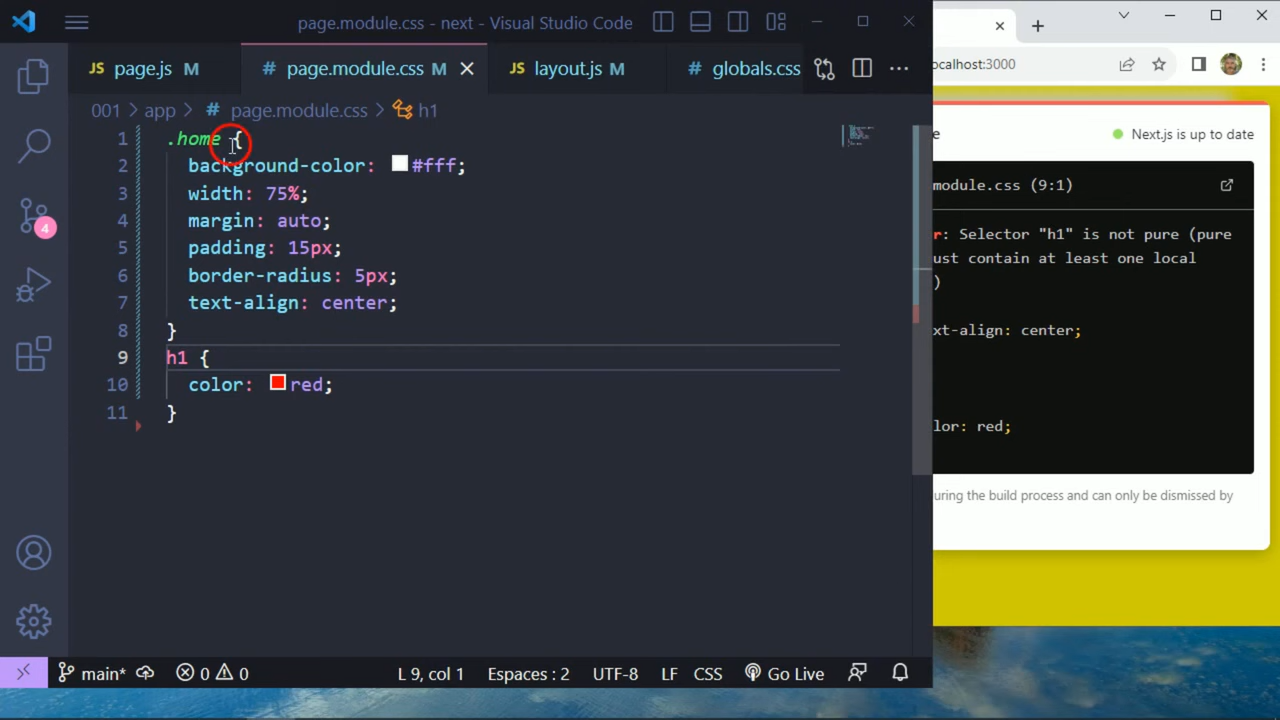 page.module.css - next - Visual Studio Code
JS page.js M
# page.module.css M
JS layout.js M
# globals.css
001 > app > # page.module.css > h1
1 .home {
2 background-color: #fff;
3 width: 75%;
4 margin: auto;
5 padding: 15px;
6 border-radius: 5px;
7 text-align: center;
8 }
9 h1 {
10 color: red;
11 }
4
main*
0 0
L 9, col 1
Espaces : 2
UTF-8
LF
CSS
Go Live
ocalhost:3000
e
Next.js is up to date
module.css (9:1)
r: Selector "h1" is not pure (pure
ust contain at least one local
)
xt-align: center;
lor: red;
uring the build process and can only be dismissed by